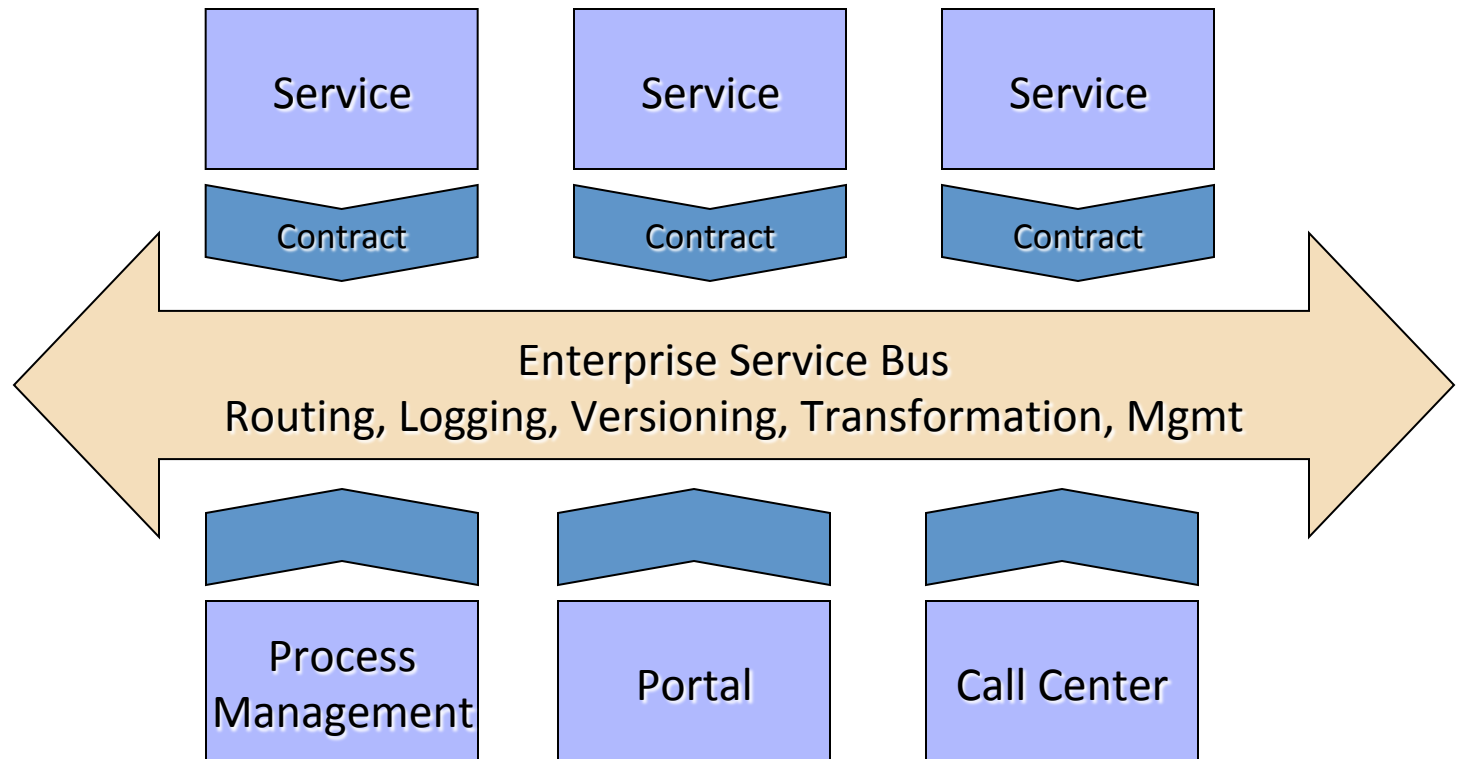 Service
Service
Service
Contract
Contract
Contract
Enterprise Service Bus
Routing, Logging, Versioning, Transformation, Mgmt
Process
Management
Portal
Call Center